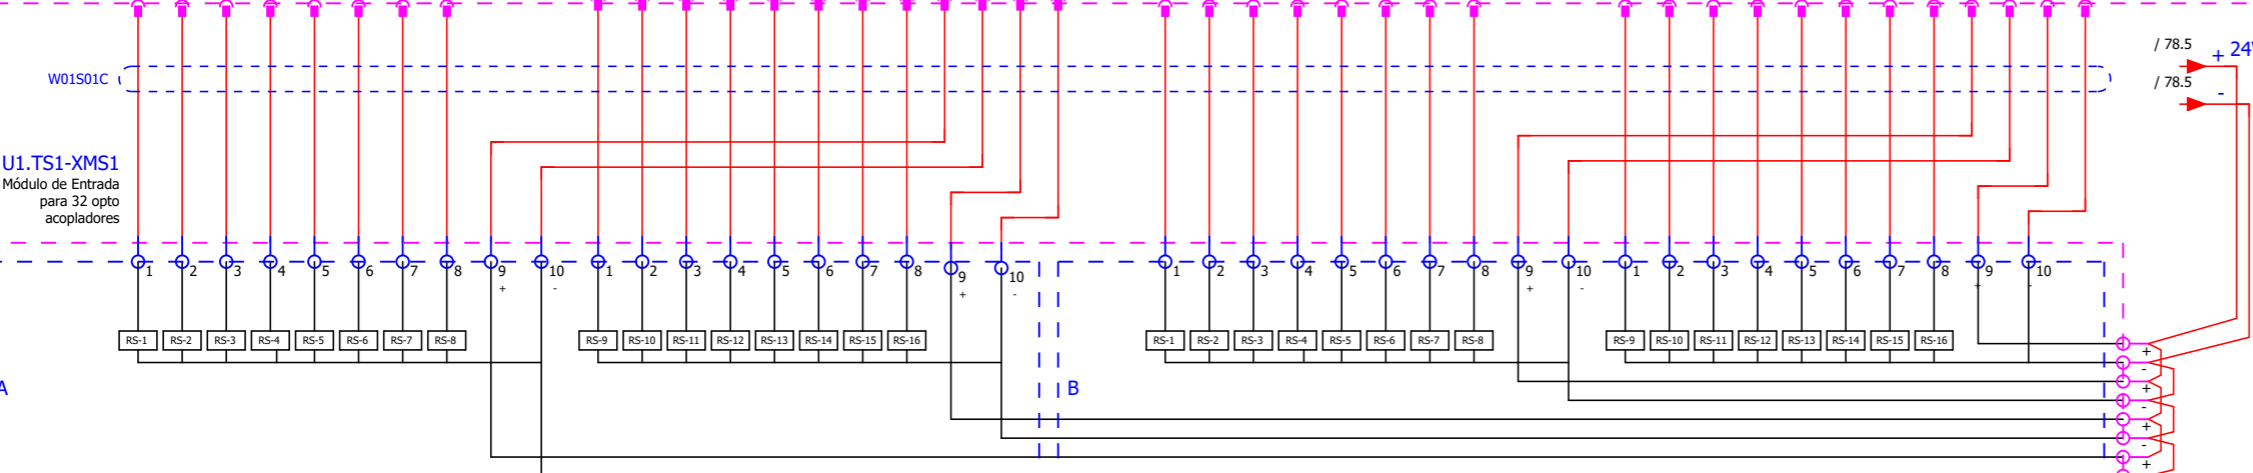 / 78.5
+ 24
/ 78.5
-
W01S01C
U1.TS1-XMS1
Módulo de Entrada
para 32 opto
acopladores
1 2 3 4 5 6 7 8 9 10 1 2 3 4 5 6 7 8 9 10 1 2 3 4 5 6 7 8 9 10 1 2 3 4 5 6 7 8 9 10
+ - + - + - + -
RS-1 RS-2 RS-3 RS-4 RS-5 RS-6 RS-7 RS-8 RS-9 RS-10 RS-11 RS-12 RS-13 RS-14 RS-15 RS-16 RS-1 RS-2 RS-3 RS-4 RS-5 RS-6 RS-7 RS-8 RS-9 RS-10 RS-11 RS-12 RS-13 RS-14 RS-15 RS-16
+
-
A B
+
-
+
-
+